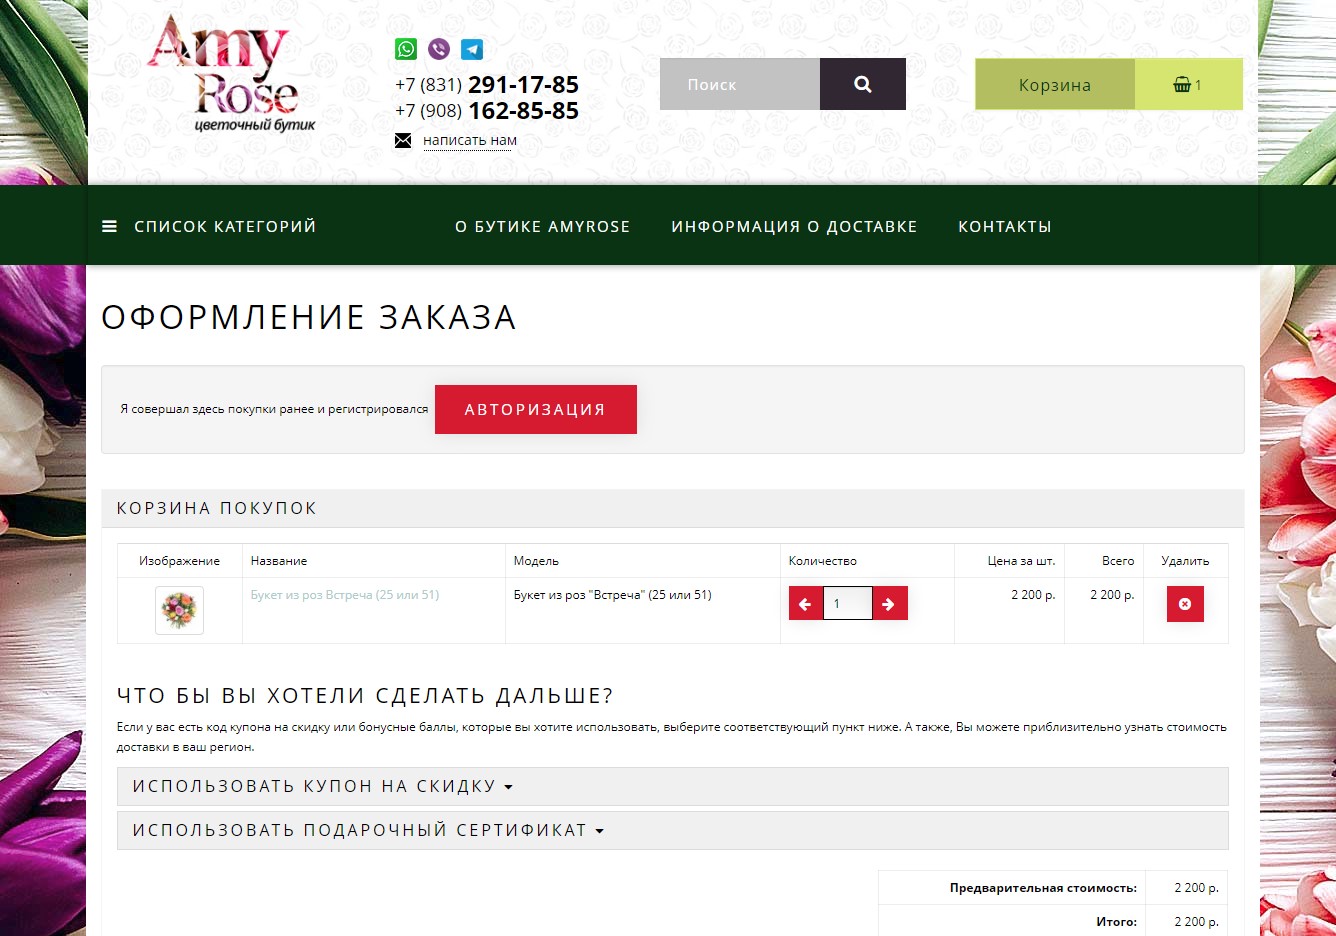 Amy
Rose
цветочный бутик
+7 (831) 291-17-85
+7 (908) 162-85-85
написать нам
Поиск
Корзина
1
СПИСОК КАТЕГОРИЙ
О БУТИКЕ AMYROSE
ИНФОРМАЦИЯ О ДОСТАВКЕ
КОНТАКТЫ
ОФОРМЛЕНИЕ ЗАКАЗА
Я совершал здесь покупки ранее и регистрировался
АВТОРИЗАЦИЯ
КОРЗИНА ПОКУПОК
Изображение Название Модель Количество Цена за шт. Всего Удалить
Букет из роз Встреча (25 или 51) Букет из роз "Встреча" (25 или 51) 1 2 200 р. 2 200 р.
ЧТО БЫ ВЫ ХОТЕЛИ СДЕЛАТЬ ДАЛЬШЕ?
Если у вас есть код купона на скидку или бонусные баллы, которые вы хотите использовать, выберите соответствующий пункт ниже. А также, Вы можете приблизительно узнать стоимость
доставки в ваш регион.
ИСПОЛЬЗОВАТЬ КУПОН НА СКИДКУ
ИСПОЛЬЗОВАТЬ ПОДАРОЧНЫЙ СЕРТИФИКАТ
Предварительная стоимость: 2 200 р.
Итого: 2 200 р.